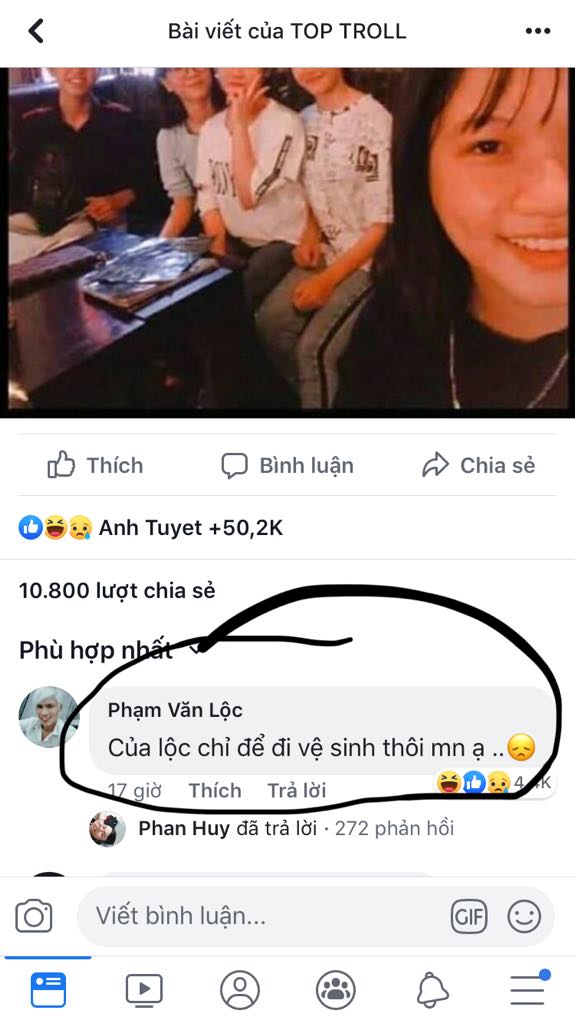 Bài viết của TOP TROLL
Thích
Bình luận
Chia sẻ
Anh Tuyet +50,2K
10.800 lượt chia sẻ
Phù hợp nhất
Phạm Văn Lộc
Của lộc chỉ để đi vệ sinh thôi mn ạ ..😞
17 giờ Thích Trả lời
4,4K
Phan Huy đã trả lời · 272 phản hồi
Viết bình luận...
GIF